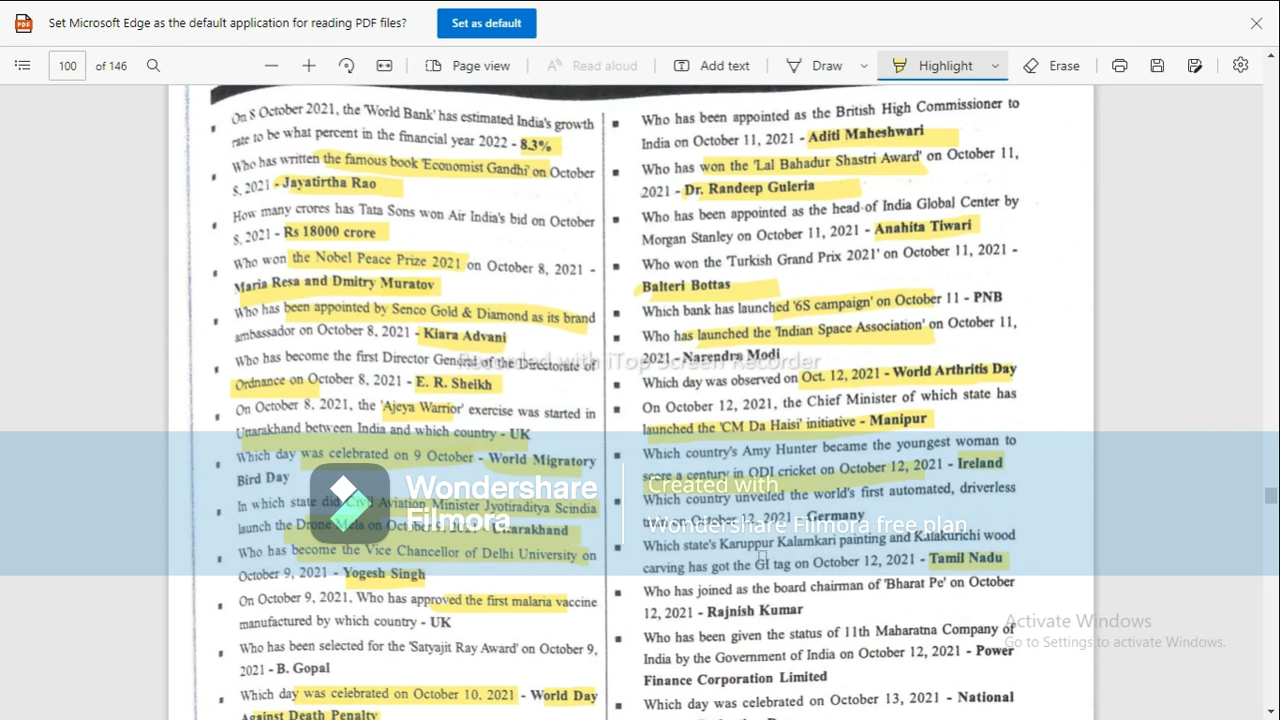 Set Microsoft Edge as the default application for reading PDF files?
Set as default
100 of 146
Page view
Read aloud
Add text
Draw
Highlight
Erase
On 8 October 2021, the 'World Bank' has estimated India's growth
rate to be what percent in the financial year 2022 - 8.3%
Who has written the famous book 'Economist Gandhi' on October
8, 2021 - Jayatirtha Rao
How many crores has Tata Sons won Air India's bid on October
8, 2021 - Rs 18000 crore
Who won the Nobel Peace Prize 2021 on October 8, 2021 -
Maria Resa and Dmitry Muratov
Who has been appointed by Senco Gold & Diamond as its brand
ambassador on October 8, 2021 - Kiara Advani
Who has become the first Director General of the Directorate of
Ordnance on October 8, 2021 - E. R. Sheikh
On October 8, 2021, the 'Ajeya Warrior' exercise was started in
Uttarakhand between India and which country - UK
Which day was celebrated on 9 October - World Migratory
Bird Day
In which state did Civil Aviation Minister Jyotiraditya Scindia
launch the Drone Mela on October Uttarakhand
Who has become the Vice Chancellor of Delhi University on
October 9, 2021 - Yogesh Singh
On October 9, 2021, Who has approved the first malaria vaccine
manufactured by which country - UK
Who has been selected for the 'Satyajit Ray Award' on October 9,
2021 - B. Gopal
Which day was celebrated on October 10, 2021 - World Day
Against Death Penalty
Who has been appointed as the British High Commissioner to
India on October 11, 2021 - Aditi Maheshwari
Who has won the 'Lal Bahadur Shastri Award' on October 11,
2021 - Dr. Randeep Guleria
Who has been appointed as the head of India Global Center by
Morgan Stanley on October 11, 2021 - Anahita Tiwari
Who won the 'Turkish Grand Prix 2021' on October 11, 2021 -
Balteri Bottas
Which bank has launched '6S campaign' on October 11 - PNB
Who has launched the 'Indian Space Association' on October 11,
2021 - Narendra Modi
Which day was observed on Oct. 12, 2021 - World Arthritis Day
On October 12, 2021, the Chief Minister of which state has
launched the 'CM Da Haisi' initiative - Manipur
Which country's Amy Hunter became the youngest woman to
score a century in ODI cricket on October 12, 2021 - Ireland
Which country unveiled the world's first automated, driverless
on October 12, 2021 - Germany
Which state's Karuppur Kalamkari painting and Kalakurichi wood
carving has got the GI tag on October 12, 2021 - Tamil Nadu
Who has joined as the board chairman of 'Bharat Pe' on October
12, 2021 - Rajnish Kumar
Who has been given the status of 11th Maharatna Company of
India by the Government of India on October 12, 2021 - Power
Finance Corporation Limited
Which day was celebrated on October 13, 2021 - National
Recorded with iTop Screen Recorder
Wondershare
Filmora
Created with
Wondershare Filmora free plan
Activate Windows
Go to Settings to activate Windows.